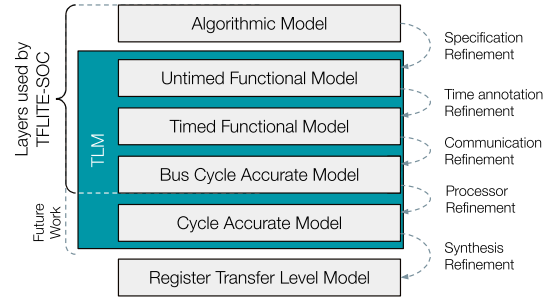 Algorithmic Model
Specification
Refinement
Untimed Functional Model
Time annotation
Refinement
Timed Functional Model
Communication
Refinement
Bus Cycle Accurate Model
Processor
Refinement
Cycle Accurate Model
Synthesis
Refinement
Register Transfer Level Model
Layers used by
TFLITE-SOC
TLM
Future
Work